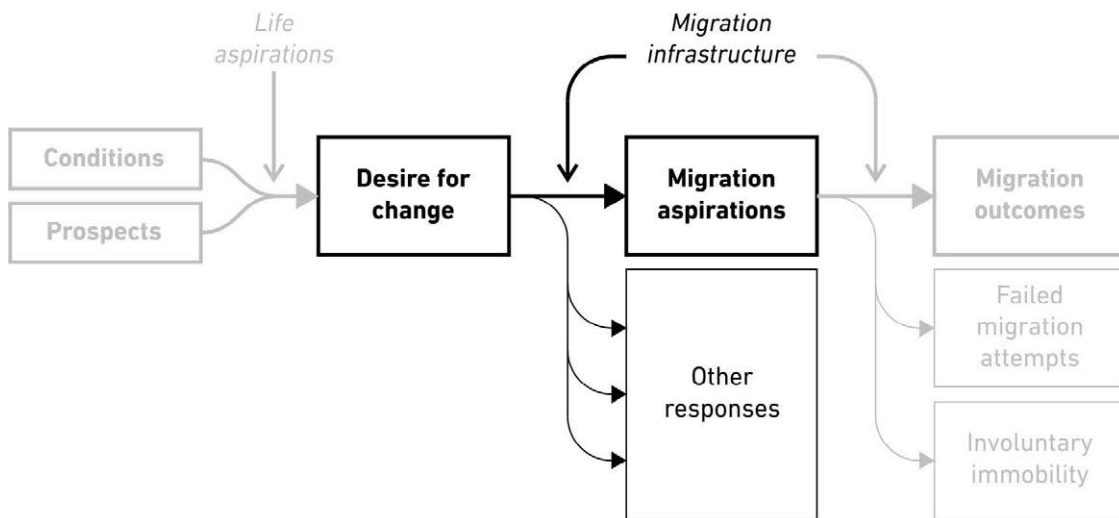 Life
aspirations
Migration
infrastructure
Conditions
Prospects
Desire for
change
Migration
aspirations
Migration
outcomes
Other
responses
Failed
migration
attempts
Involuntary
immobility